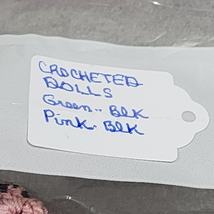 CROCHETED
DOLLS
Green-- Blk
Pink- Blk